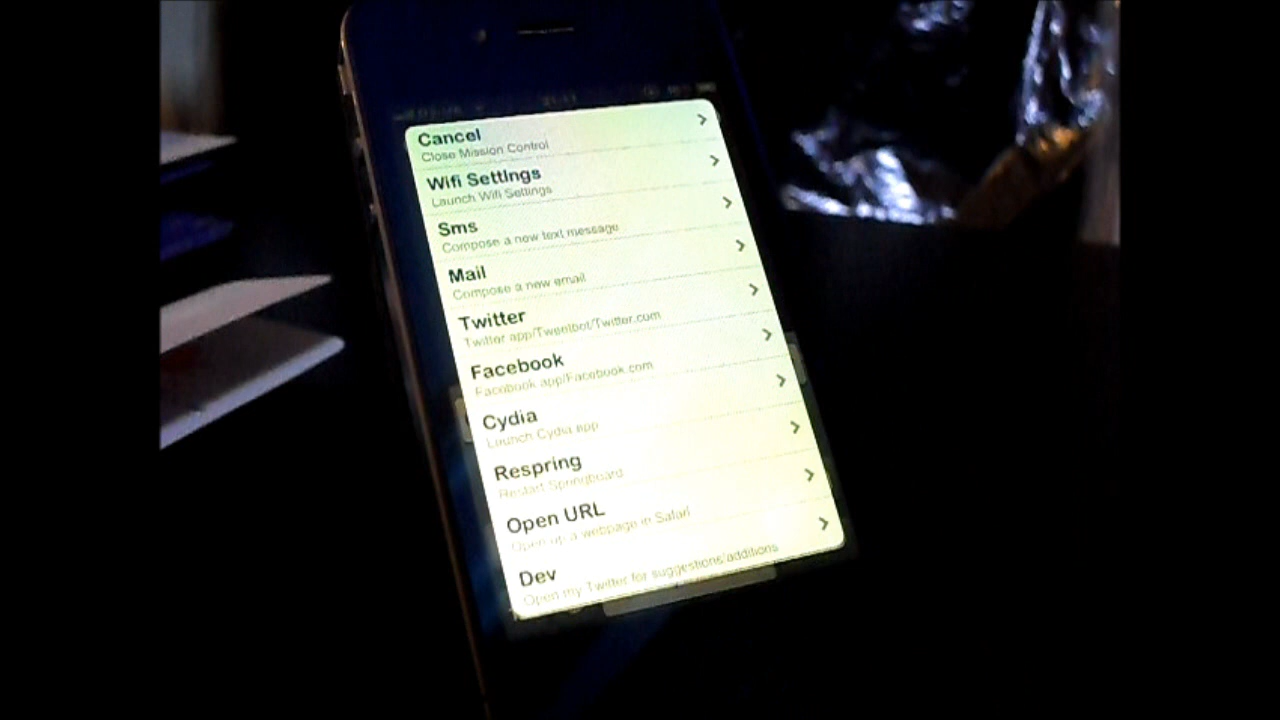 Cancel
Close Mission Control
Wifi Settings
Launch Wifi Settings
Sms
Compose a new text message
Mail
Compose a new email
Twitter
Twitter app/Tweetbot/Twitter.com
Facebook
Facebook app/Facebook.com
Cydia
Launch Cydia app
Respring
Restart Springboard
Open URL
Open up a webpage in Safari
Dev
Open my Twitter for suggestions/additions